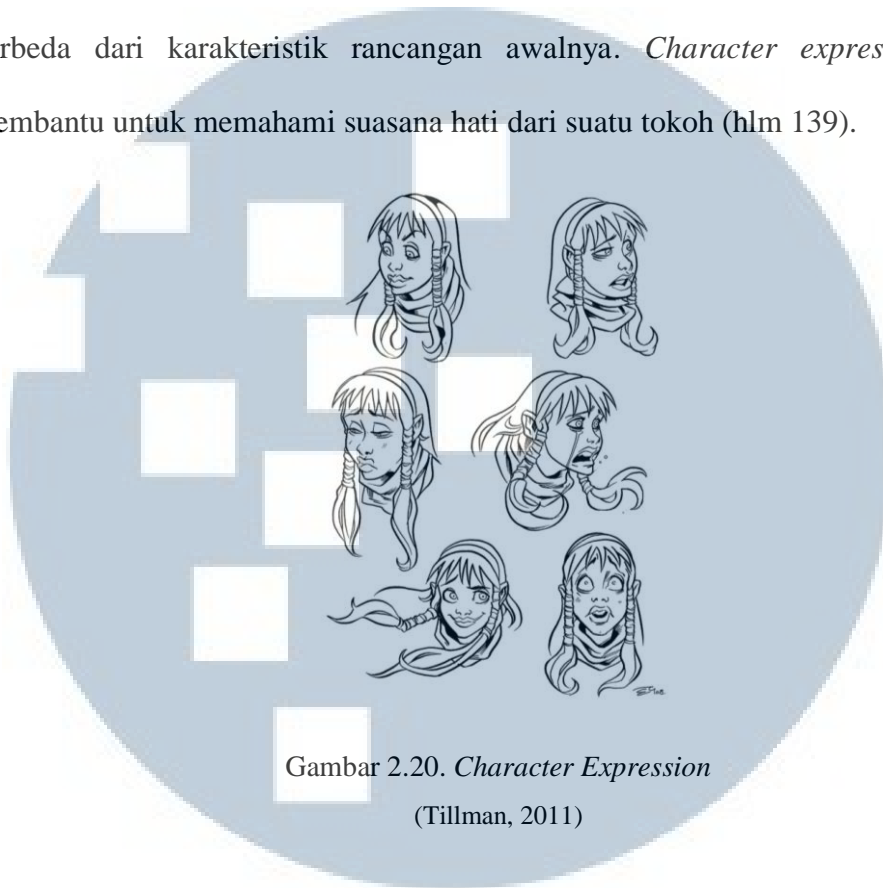 rbeda dari karakteristik rancangan awalnya. Character expres
embantu untuk memahami suasana hati dari suatu tokoh (hlm 139).
Gambar 2.20. Character Expression
(Tillman, 2011)